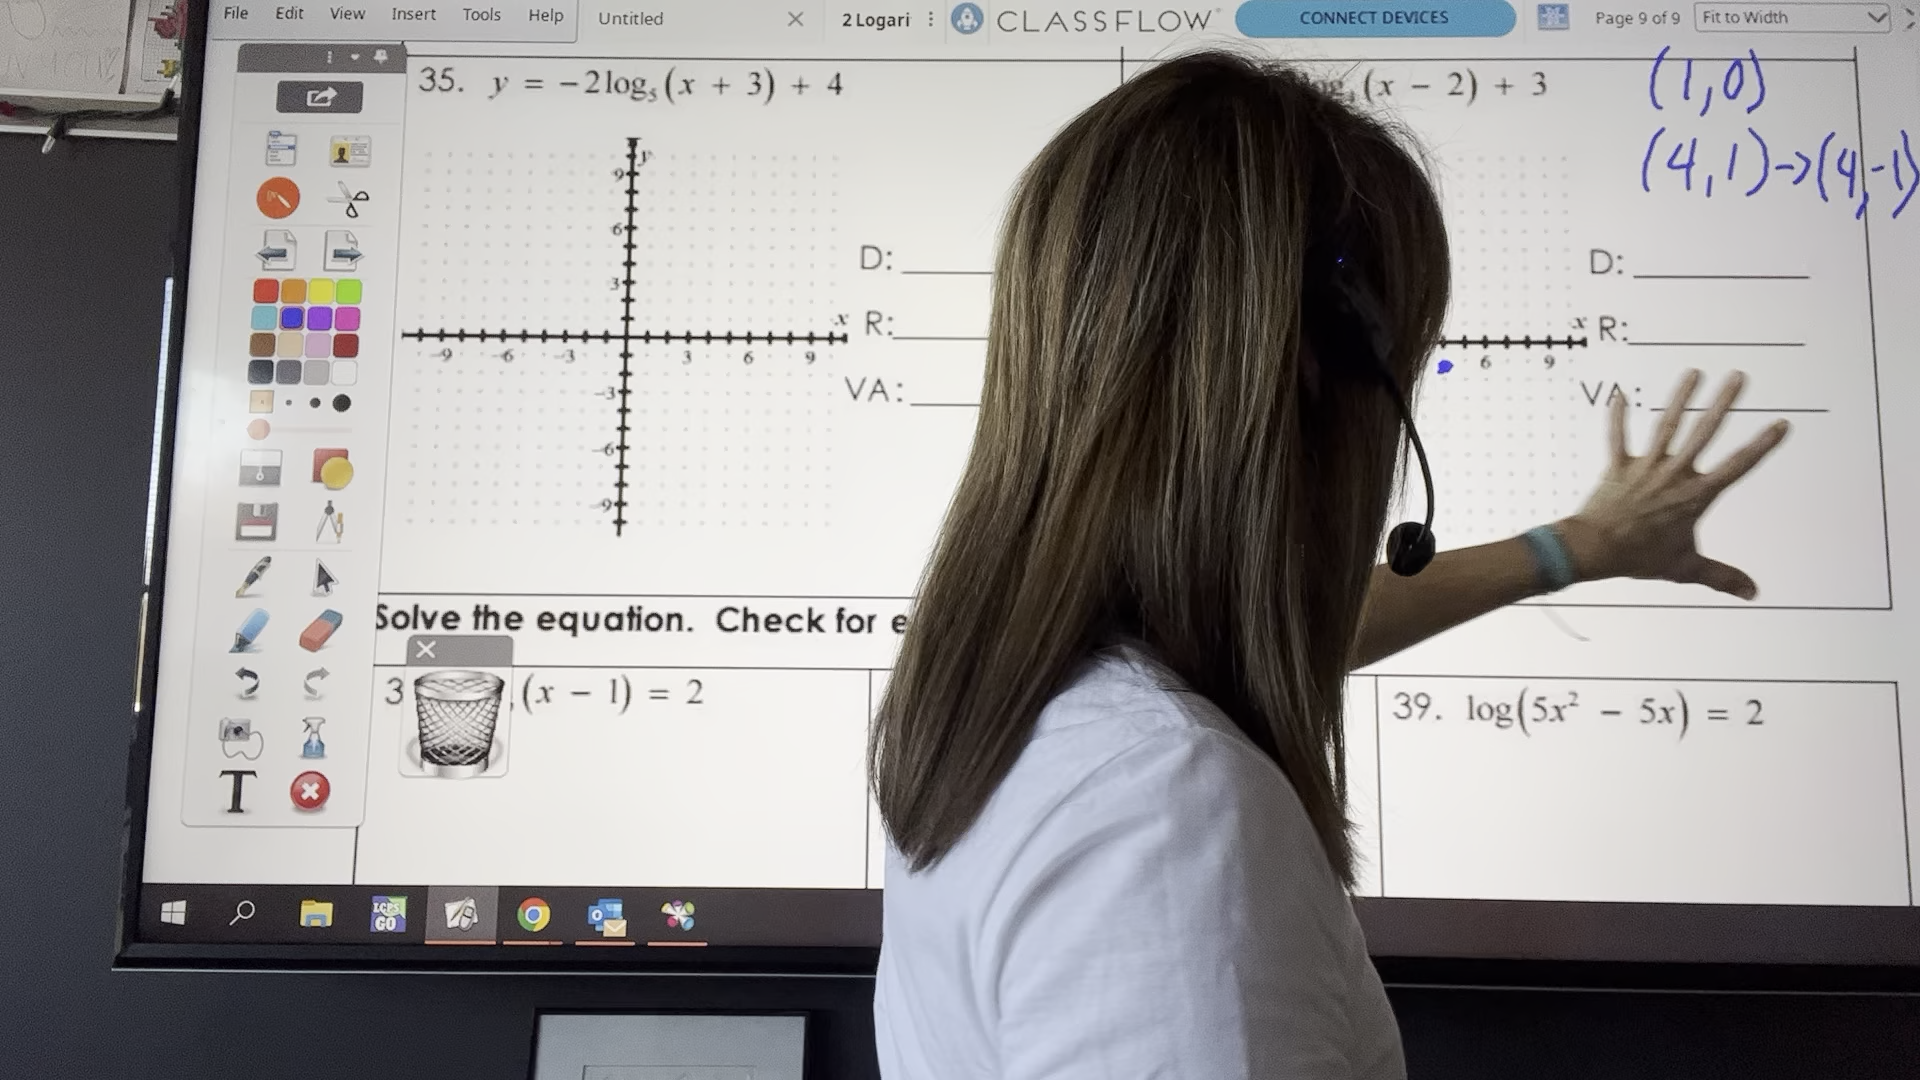 File Edit View Insert Tools Help Untitled 2 Logari CLASSFLOW CONNECT DEVICES Page 9 of 9 Fit to Width
35. y = −2log₅(x + 3) + 4
(x − 2) + 3
(1,0)
(4,1)->(4,-1)
y
9
6
3
x
-9 -6 -3 3 6 9
-3
-6
-9
D:
R:
VA:
x
6 9
D:
R:
VA:
Solve the equation. Check for e
3 (x − 1) = 2
39. log(5x² − 5x) = 2
T
LCPS
GO